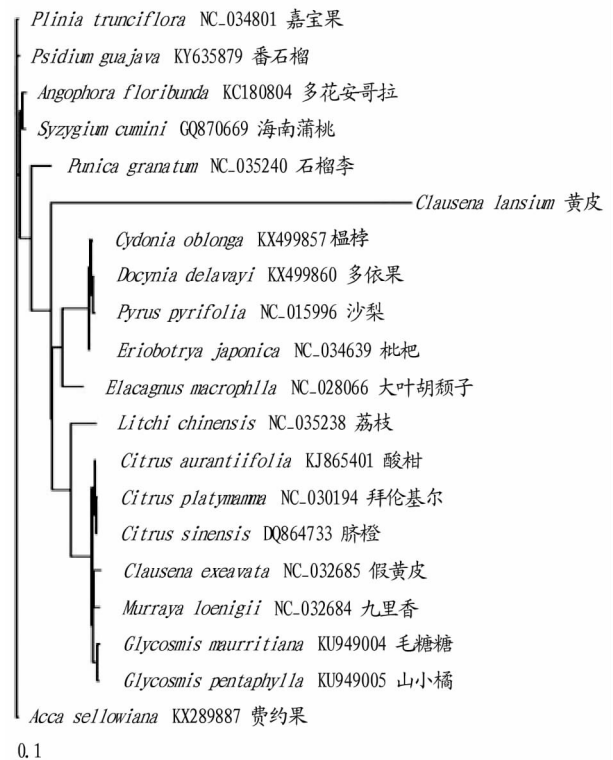 Plinia trunciflora NC_034801 嘉宝果
Psidium guajava KY635879 番石榴
Angophora floribunda KC180804 多花安哥拉
Syzygium cumini GQ870669 海南蒲桃
Punica granatum NC_035240 石榴李
Clausena lansium 黄皮
Cydonia oblonga KX499857 榅桲
Docynia delavayi KX499860 多依果
Pyrus pyrifolia NC_015996 沙梨
Eriobotrya japonica NC_034639 枇杷
Elacagnus macrophlla NC_028066 大叶胡颓子
Litchi chinensis NC_035238 荔枝
Citrus aurantiifolia KJ865401 酸柑
Citrus platymamma NC_030194 拜伦基尔
Citrus sinensis DQ864733 脐橙
Clausena exeavata NC_032685 假黄皮
Murraya loenigii NC_032684 九里香
Glycosmis maurritiana KU949004 毛糖糖
Glycosmis pentaphylla KU949005 山小橘
Acca sellowiana KX289887 费约果
0.1